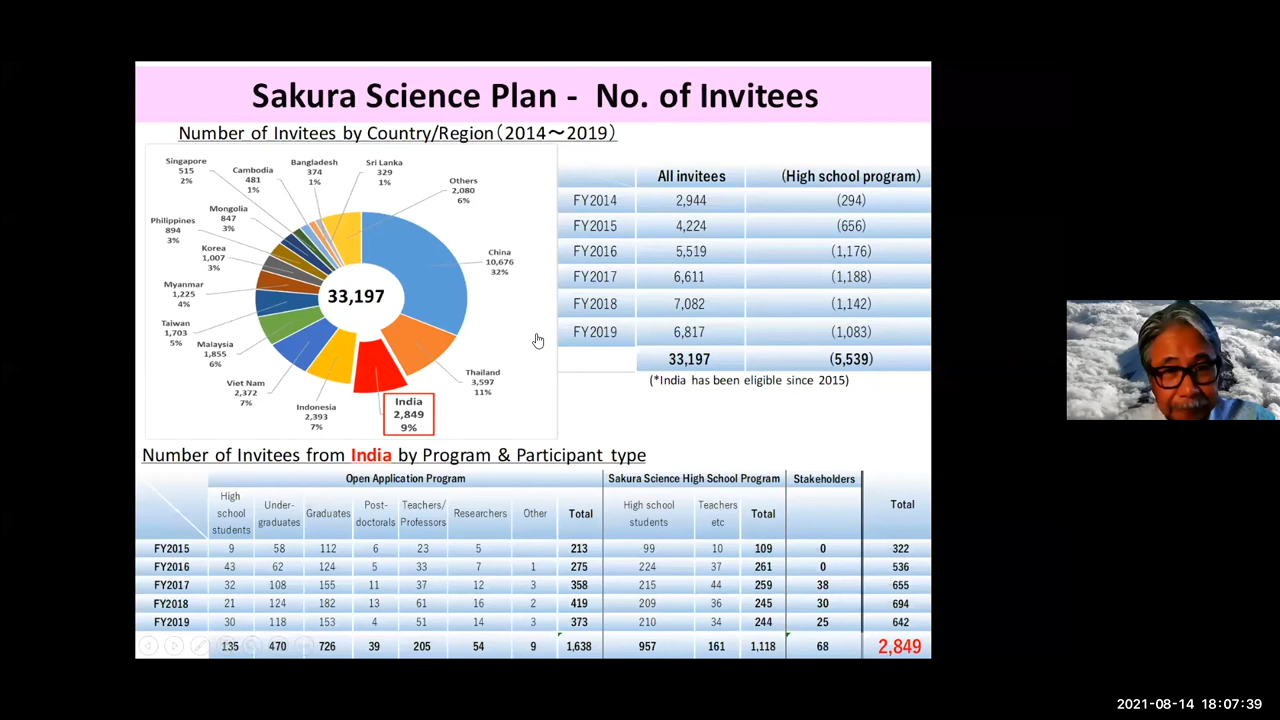 Sakura Science Plan - No. of Invitees
Number of Invitees by Country/Region（2014～2019）
Singapore
515
2%
Cambodia
481
1%
Bangladesh
374
1%
Sri Lanka
329
1%
Others
2,080
6%
Mongolia
847
3%
Philippines
894
3%
Korea
1,007
3%
Myanmar
1,225
4%
Taiwan
1,703
5%
Malaysia
1,855
6%
Viet Nam
2,372
7%
Indonesia
2,393
7%
India
2,849
9%
Thailand
3,597
11%
China
10,676
32%
33,197
All invitees (High school program)
FY2014 2,944 (294)
FY2015 4,224 (656)
FY2016 5,519 (1,176)
FY2017 6,611 (1,188)
FY2018 7,082 (1,142)
FY2019 6,817 (1,083)
33,197 (5,539)
(*India has been eligible since 2015)
Number of Invitees from India by Program & Participant type
Open Application Program Sakura Science High School Program Stakeholders Total
High school students Under-graduates Graduates Post-doctorals Teachers/Professors Researchers Other Total High school students Teachers etc Total
FY2015 9 58 112 6 23 5 213 99 10 109 0 322
FY2016 43 62 124 5 33 7 1 275 224 37 261 0 536
FY2017 32 108 155 11 37 12 3 358 215 44 259 38 655
FY2018 21 124 182 13 61 16 2 419 209 36 245 30 694
FY2019 30 118 153 4 51 14 3 373 210 34 244 25 642
135 470 726 39 205 54 9 1,638 957 161 1,118 68 2,849
2021-08-14 18:07:39